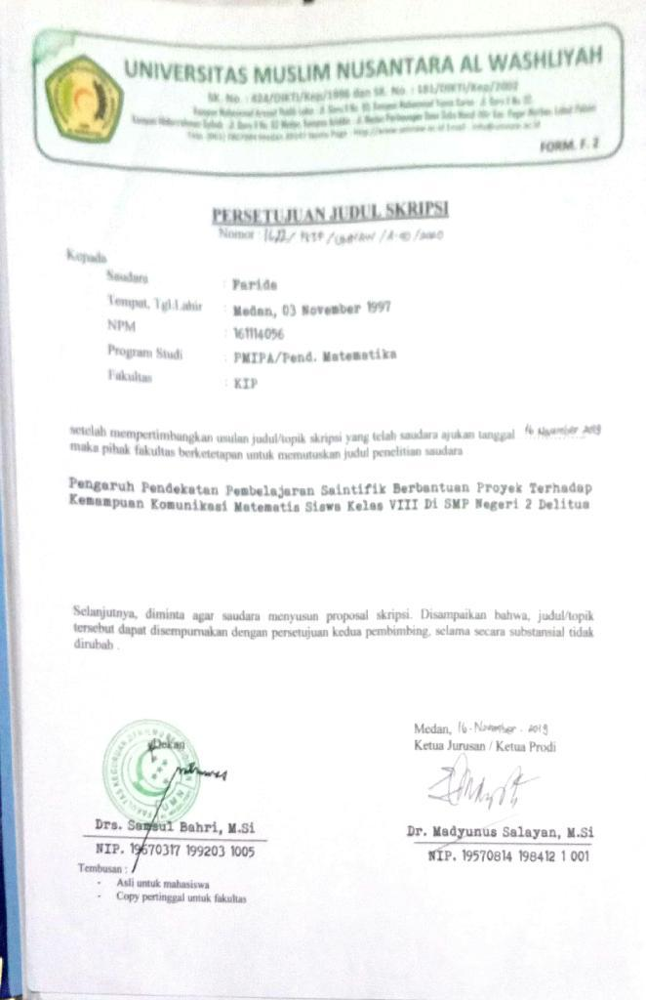 UNIVERSITAS MUSLIM NUSANTARA AL WASHLIYAH
SK. No. : 424/DIKTI/Kep/1996 dan SK. No. : 181/DIKTI/Kep/2002
FORM. F. 2
PERSETUJUAN JUDUL SKRIPSI
Nomor :
Kepada
Saudara : Farida
Tempat, Tgl.Lahir : Medan, 03 November 1997
NPM : 161114056
Program Studi : PMIPA/Pend. Matematika
Fakultas : KIP
setelah mempertimbangkan usulan judul/topik skripsi yang telah saudara ajukan tanggal 16 November 2019
maka pihak fakultas berketetapan untuk memutuskan judul penelitian saudara
Pengaruh Pendekatan Pembelajaran Saintifik Berbantuan Proyek Terhadap
Kemampuan Komunikasi Matematis Siswa Kelas VIII Di SMP Negeri 2 Delitua
Selanjutnya, diminta agar saudara menyusun proposal skripsi. Disampaikan bahwa, judul/topik
tersebut dapat disempurnakan dengan persetujuan kedua pembimbing, selama secara substansial tidak
dirubah .
Medan, 16-November-2019
Dekan
Ketua Jurusan / Ketua Prodi
UMN
Drs. Samsul Bahri, M.Si
Dr. Madyunus Salayan, M.Si
NIP. 19670317 199203 1005
NIP. 19570814 198412 1 001
Tembusan :
- Asli untuk mahasiswa
- Copy pertinggal untuk fakultas